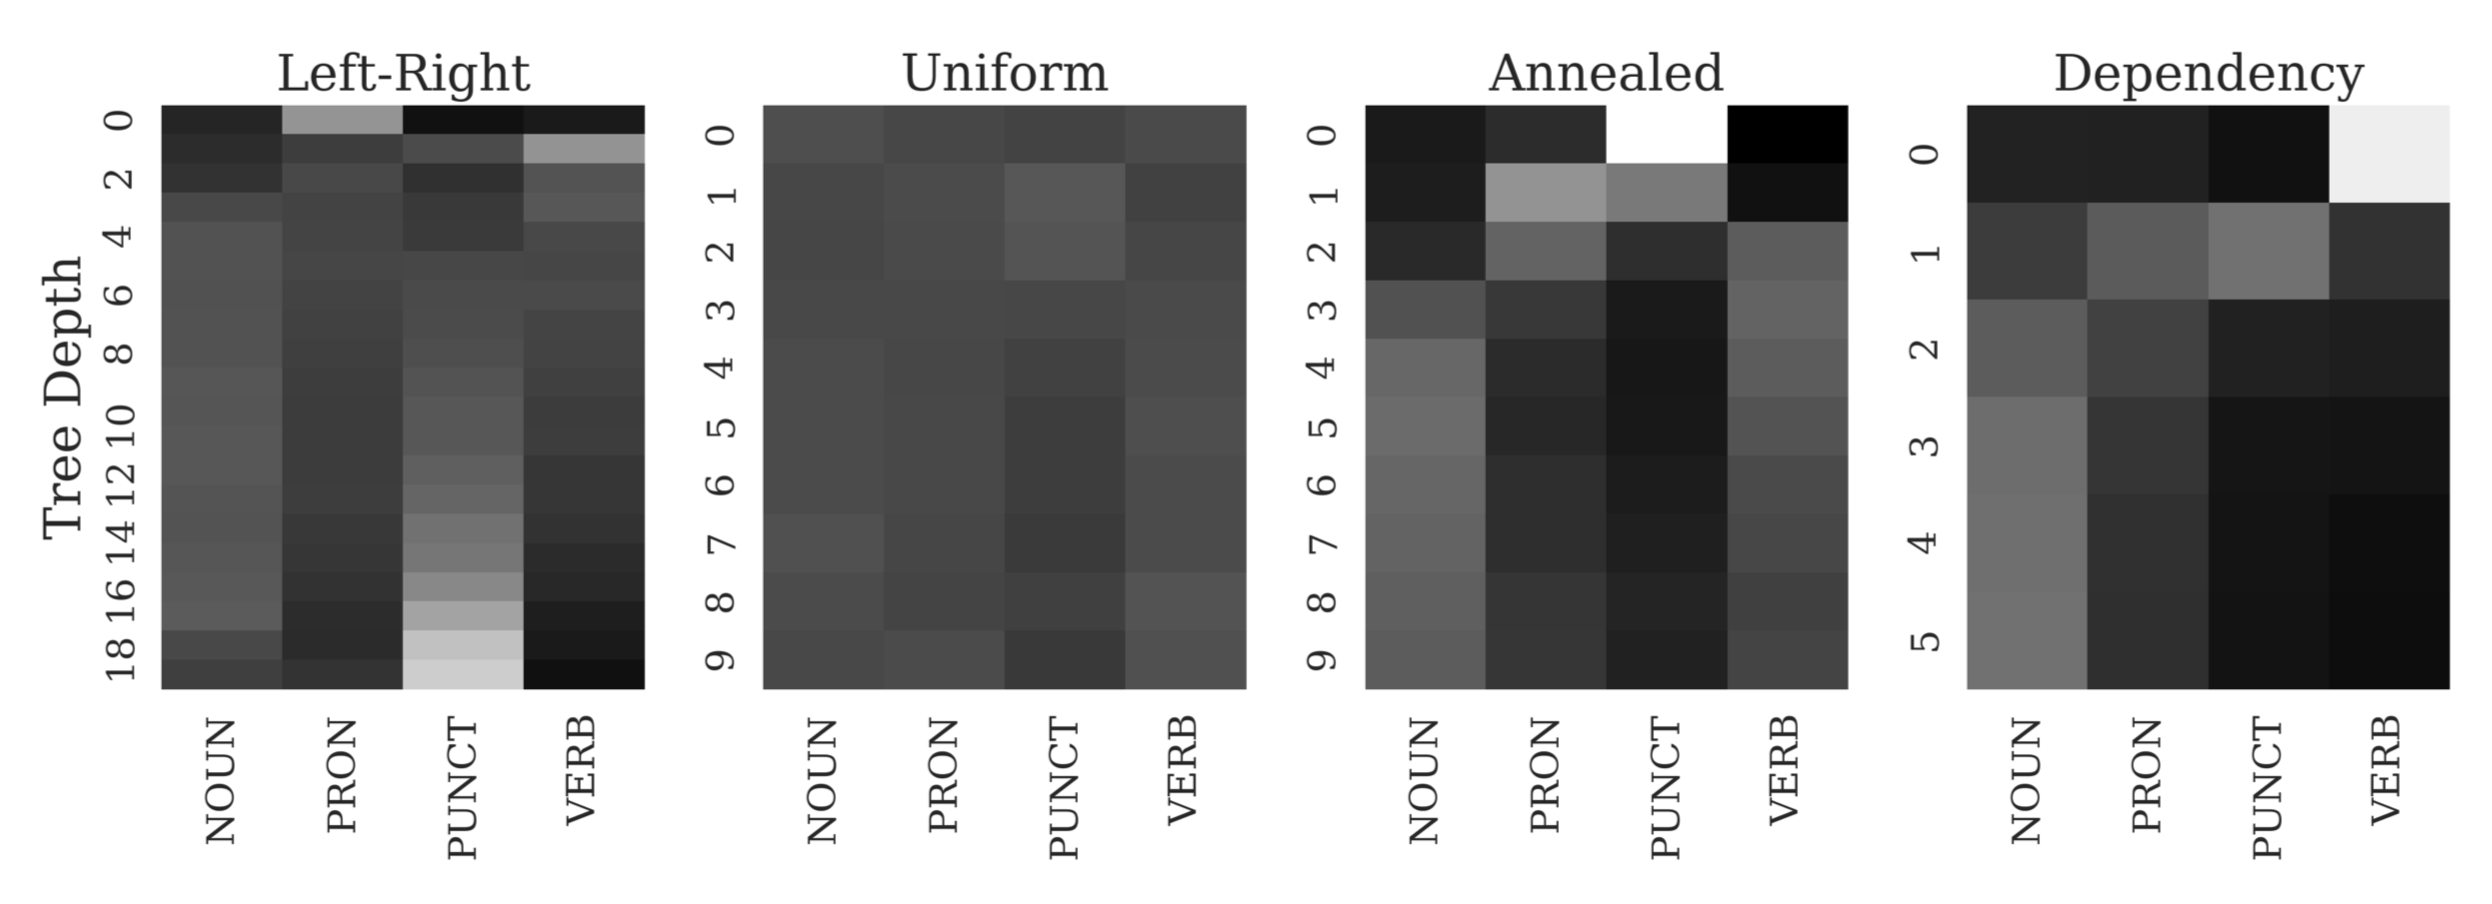 Left-Right
Uniform
Annealed
Dependency
Tree Depth
0
2
4
6
8
10
12
14
16
18
NOUN
PRON
PUNCT
VERB
0
1
2
3
4
5
6
7
8
9
NOUN
PRON
PUNCT
VERB
0
1
2
3
4
5
6
7
8
9
NOUN
PRON
PUNCT
VERB
0
1
2
3
4
5
NOUN
PRON
PUNCT
VERB